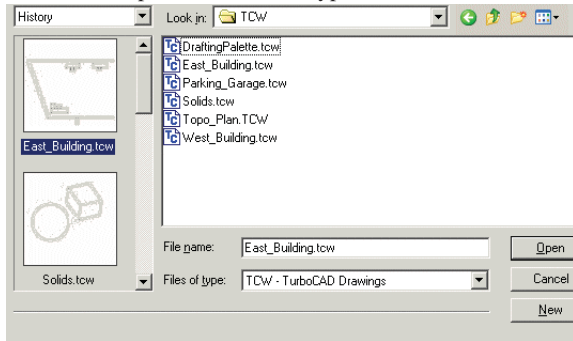 History
Look in: TCW
DraftingPalette.tcw
East_Building.tcw
Parking_Garage.tcw
Solids.tcw
Topo_Plan.TCW
West_Building.tcw
East_Building.tcw
Solids.tcw
File name: East_Building.tcw Open
Files of type: TCW - TurboCAD Drawings Cancel
New